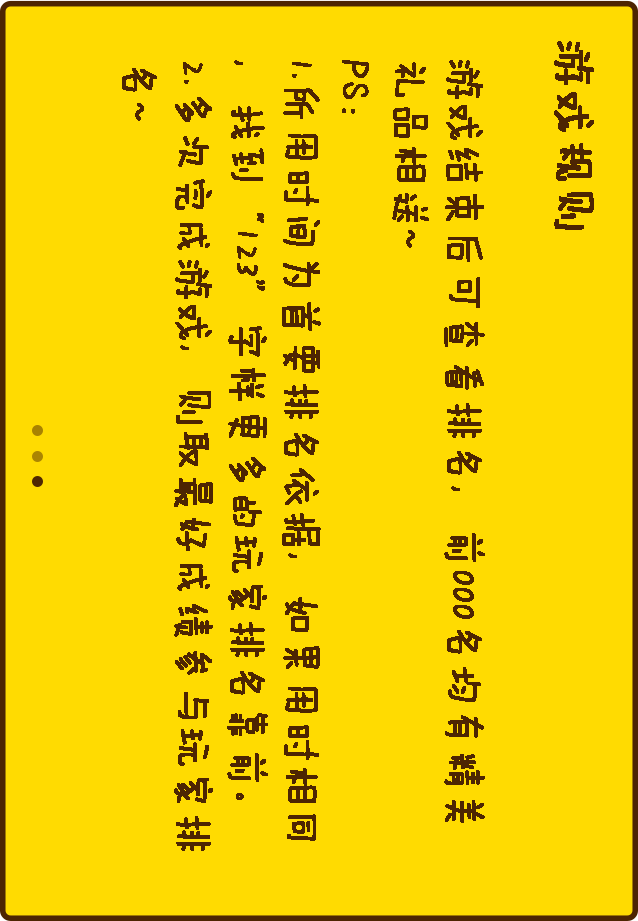 游戏规则
游戏结束后可查看排名，前000名均有精美
礼品相送~
PS:
1.所用时间为首要排名依据，如果用时相同
，找到“123”字样更多的玩家排名靠前。
2.多次完成游戏，则取最好成绩参与玩家排
名~